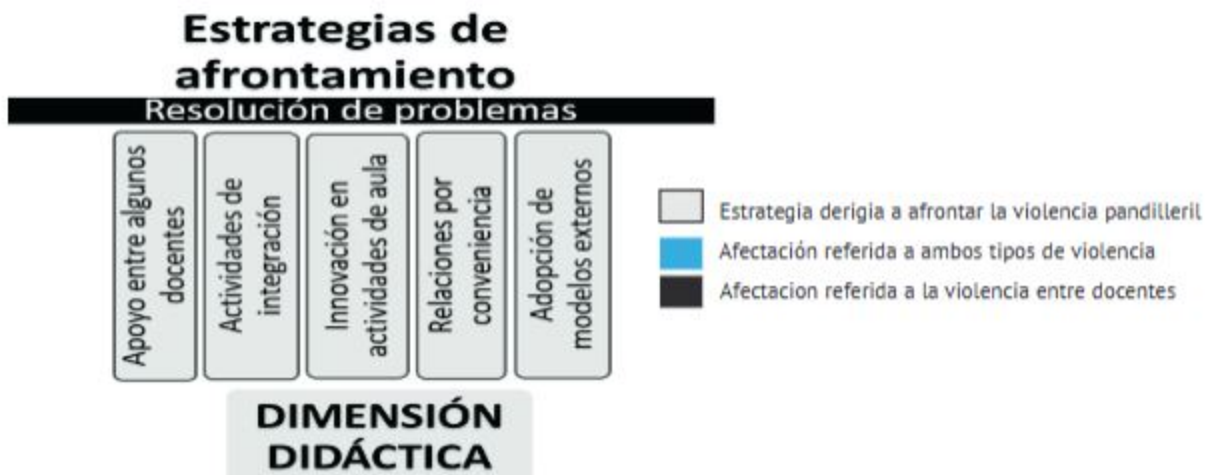 Estrategias de
afrontamiento
Resolución de problemas
Apoyo entre algunos
docentes
Actividades de
integración
Innovación en
actividades de aula
Relaciones por
conveniencia
Adopción de
modelos externos
DIMENSIÓN
DIDÁCTICA
Estrategia derigia a afrontar la violencia pandilleril
Afectación referida a ambos tipos de violencia
Afectacion referida a la violencia entre docentes